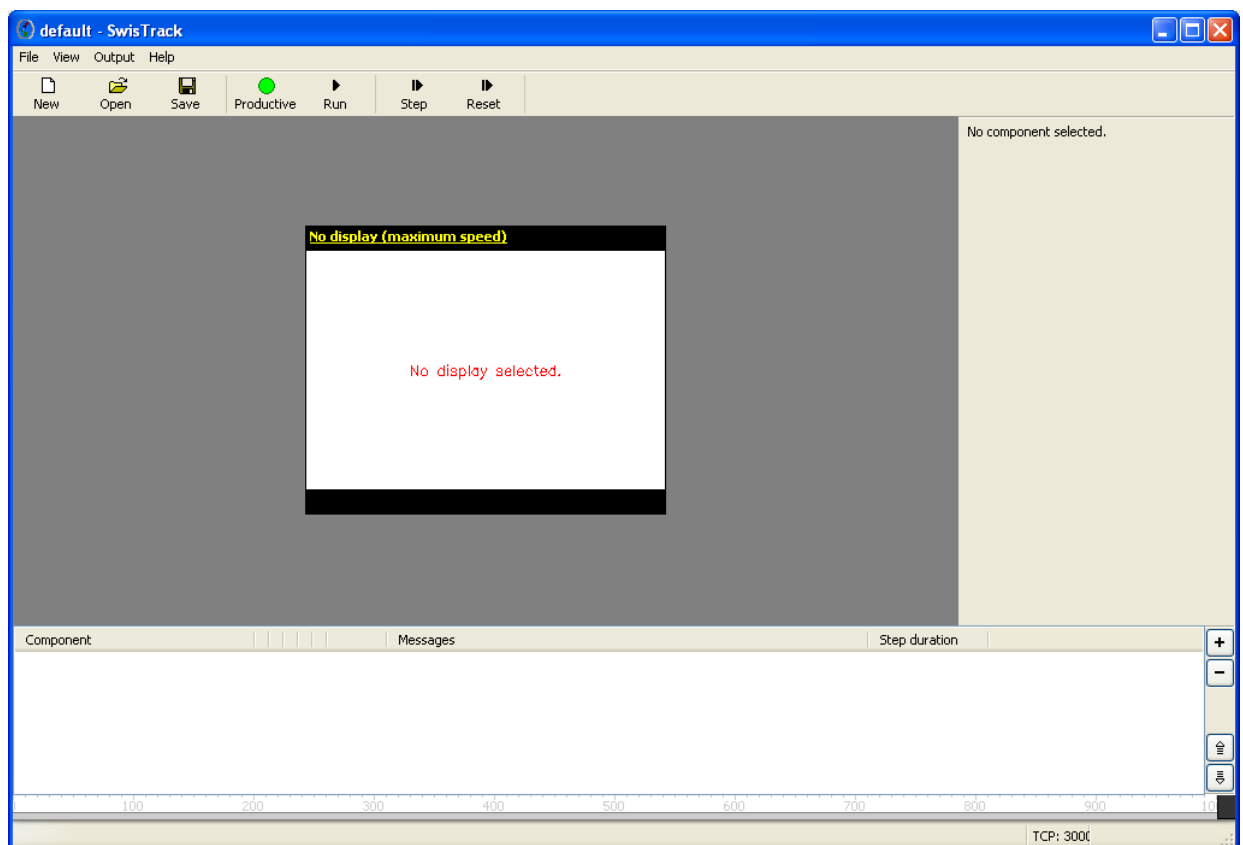 default - SwisTrack
File View Output Help
New Open Save Productive Run Step Reset
No component selected.
No display (maximum speed)
No display selected.
Component Messages Step duration
100 200 300 400 500 600 700 800 900
TCP: 3000